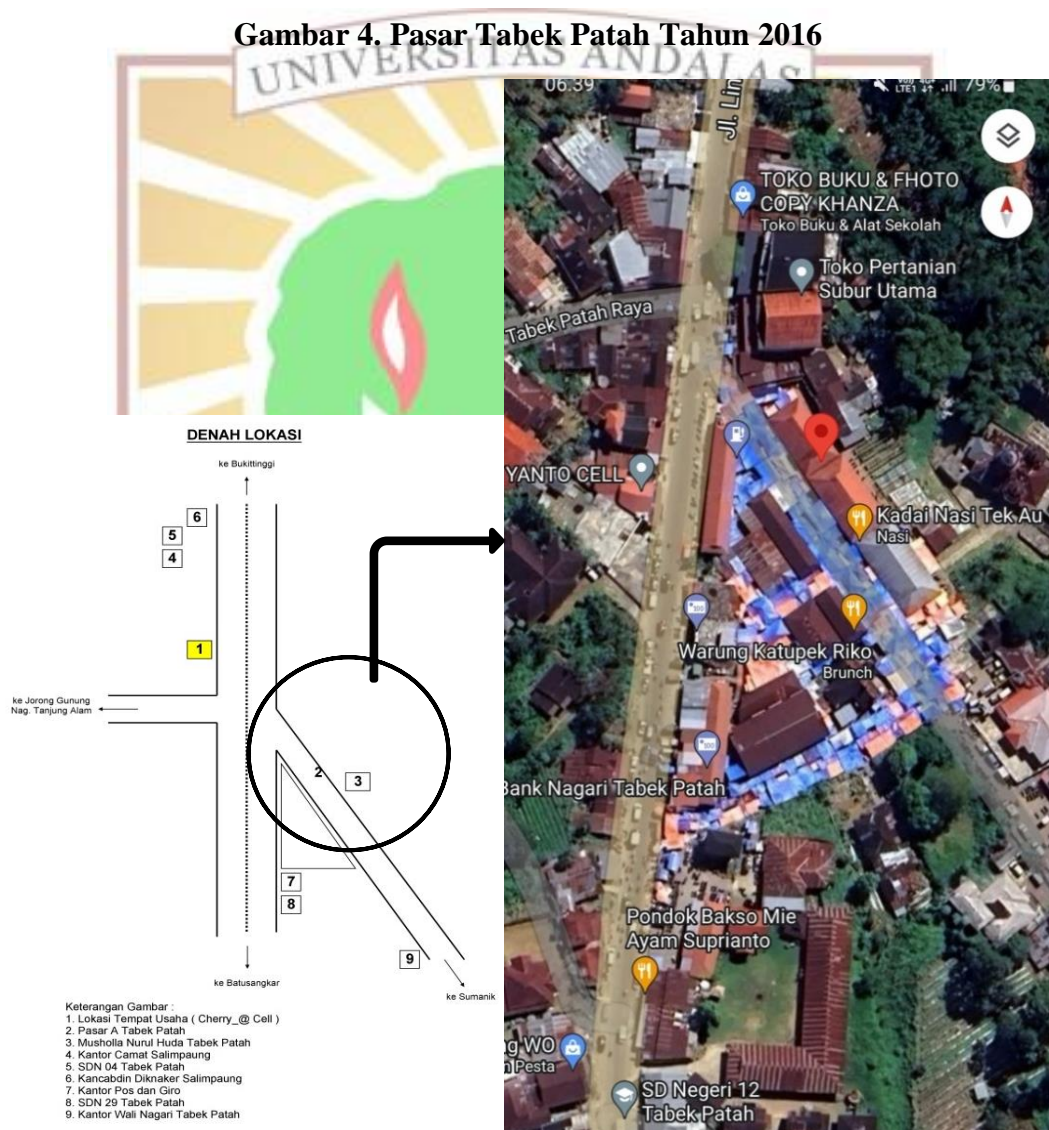 Gambar 4. Pasar Tabek Patah Tahun 2016
UNIVERSITAS ANDALAS
DENAH LOKASI
ke Bukittinggi
6
5
4
1
ke Jorong Gunung
Nag. Tanjung Alam
2
3
7
8
9
ke Batusangkar
ke Sumanik
Keterangan Gambar :
1. Lokasi Tempat Usaha ( Cherry_@ Cell )
2. Pasar A Tabek Patah
3. Musholla Nurul Huda Tabek Patah
4. Kantor Camat Salimpaung
5. SDN 04 Tabek Patah
6. Kancabdin Diknaker Salimpaung
7. Kantor Pos dan Giro
8. SDN 29 Tabek Patah
9. Kantor Wali Nagari Tabek Patah
06.39
LTE1 79%
Jl. Lin
TOKO BUKU & FHOTO
COPY KHANZA
Toko Buku & Alat Sekolah
Toko Pertanian
Subur Utama
Tabek Patah Raya
YANTO CELL
Kadai Nasi Tek Au
Nasi
Warung Katupek Riko
Brunch
Bank Nagari Tabek Patah
Pondok Bakso Mie
Ayam Suprianto
g WO
n Pesta
SD Negeri 12
Tabek Patah